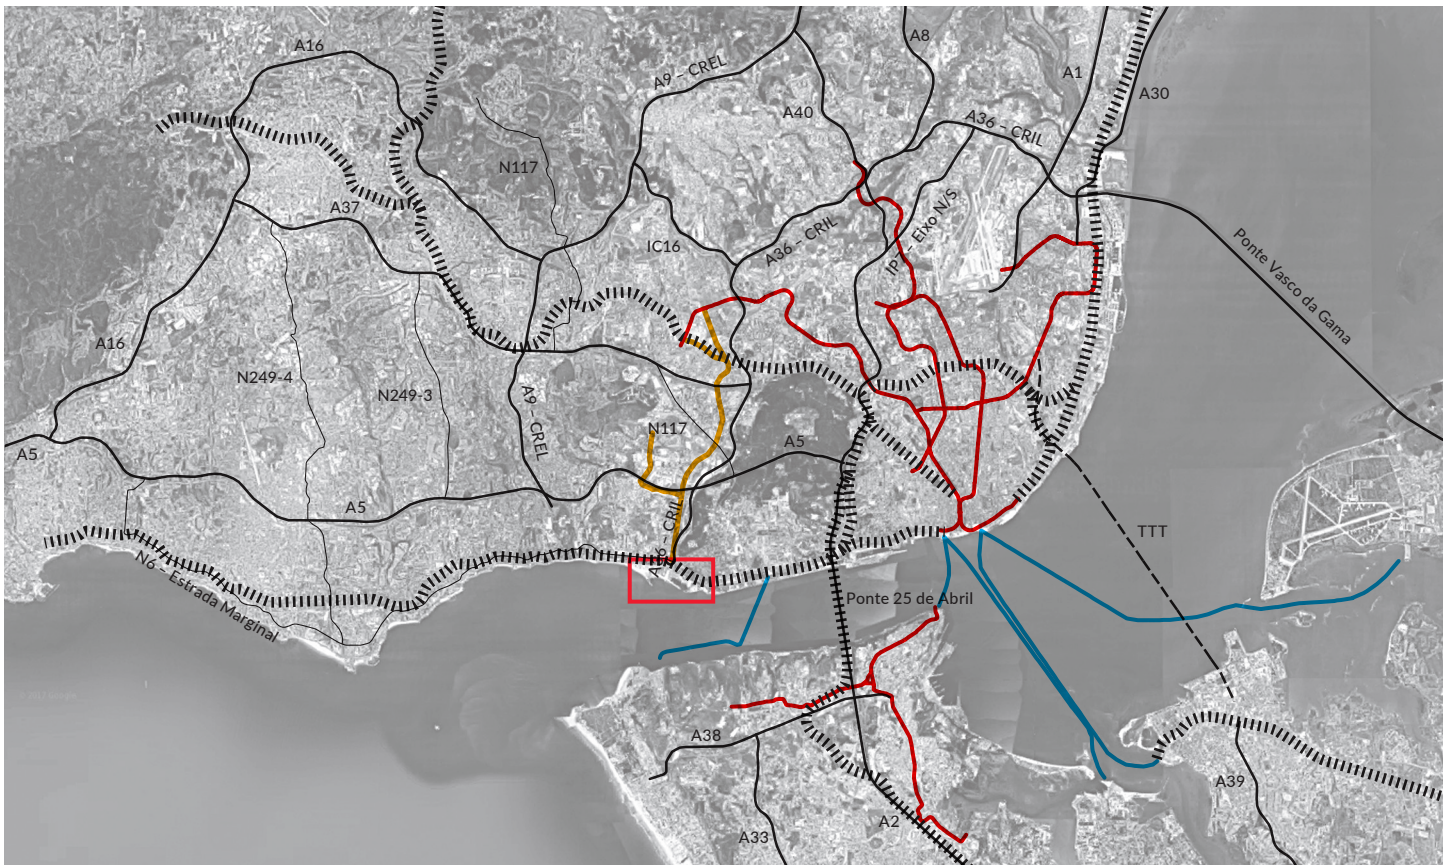 A16
A9 – CREL
A8
A1
A30
A40
A36 – CRIL
N117
A37
IC16
A36 – CRIL
IP7 – Eixo N/S
A1
Ponte Vasco da Gama
A16
N249-4
N249-3
A9 – CREL
N117
A5
A5
A5
A36 – CRIL
TTT
N6 – Estrada Marginal
Ponte 25 de Abril
A38
A39
A2
A33